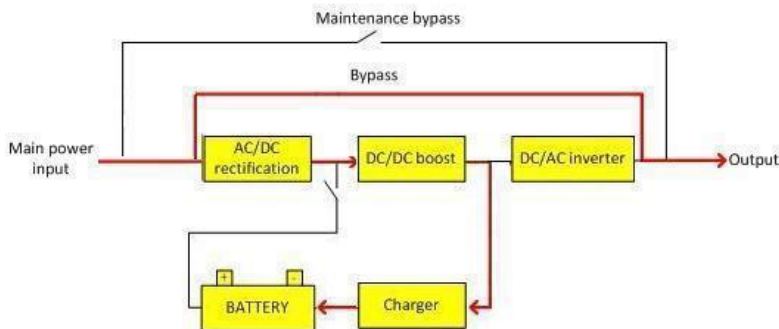 Maintenance bypass
Bypass
Main power
input
AC/DC
rectification
DC/DC boost
DC/AC inverter
Output
+
-
BATTERY
Charger